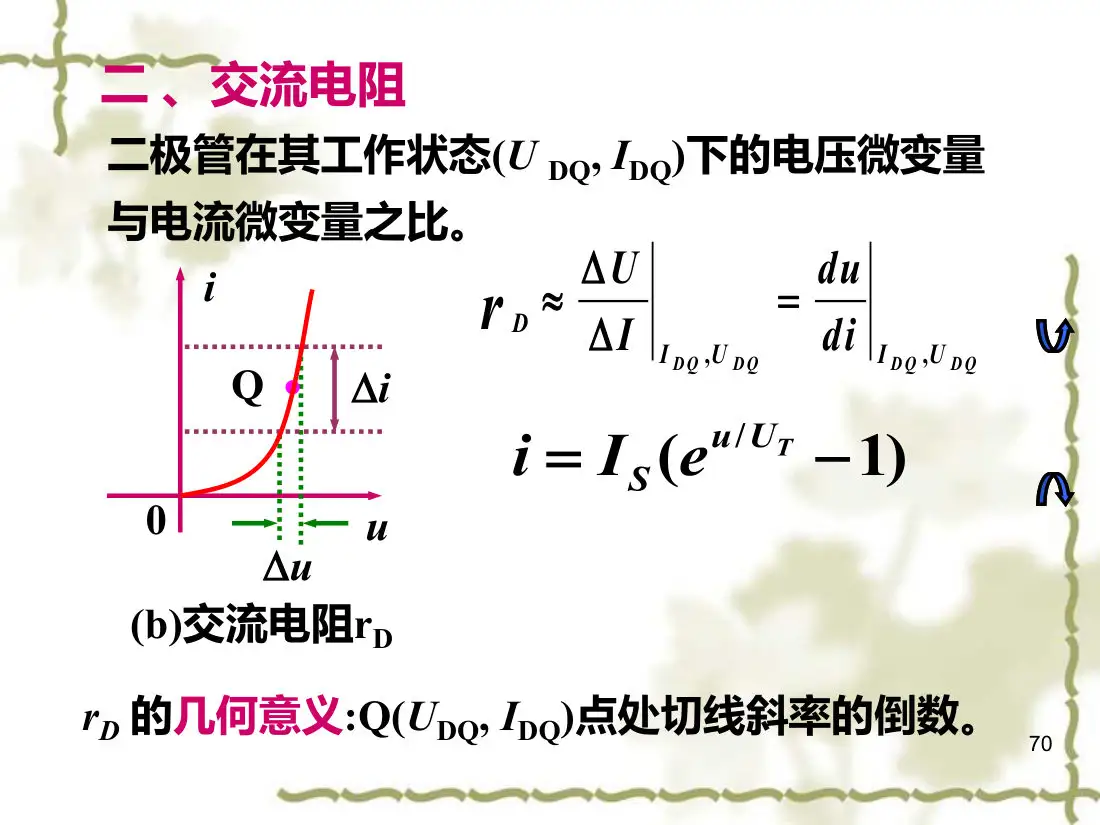 二 、交流电阻
二极管在其工作状态(U DQ, IDQ)下的电压微变量
与电流微变量之比。
rD ≈ ΔU/ΔI |IDQ ,UDQ = du/di |IDQ ,UDQ
i = IS(e^u/UT − 1)
i
Q
Δi
0
u
Δu
(b)交流电阻rD
rD 的几何意义:Q(UDQ, IDQ)点处切线斜率的倒数。
70